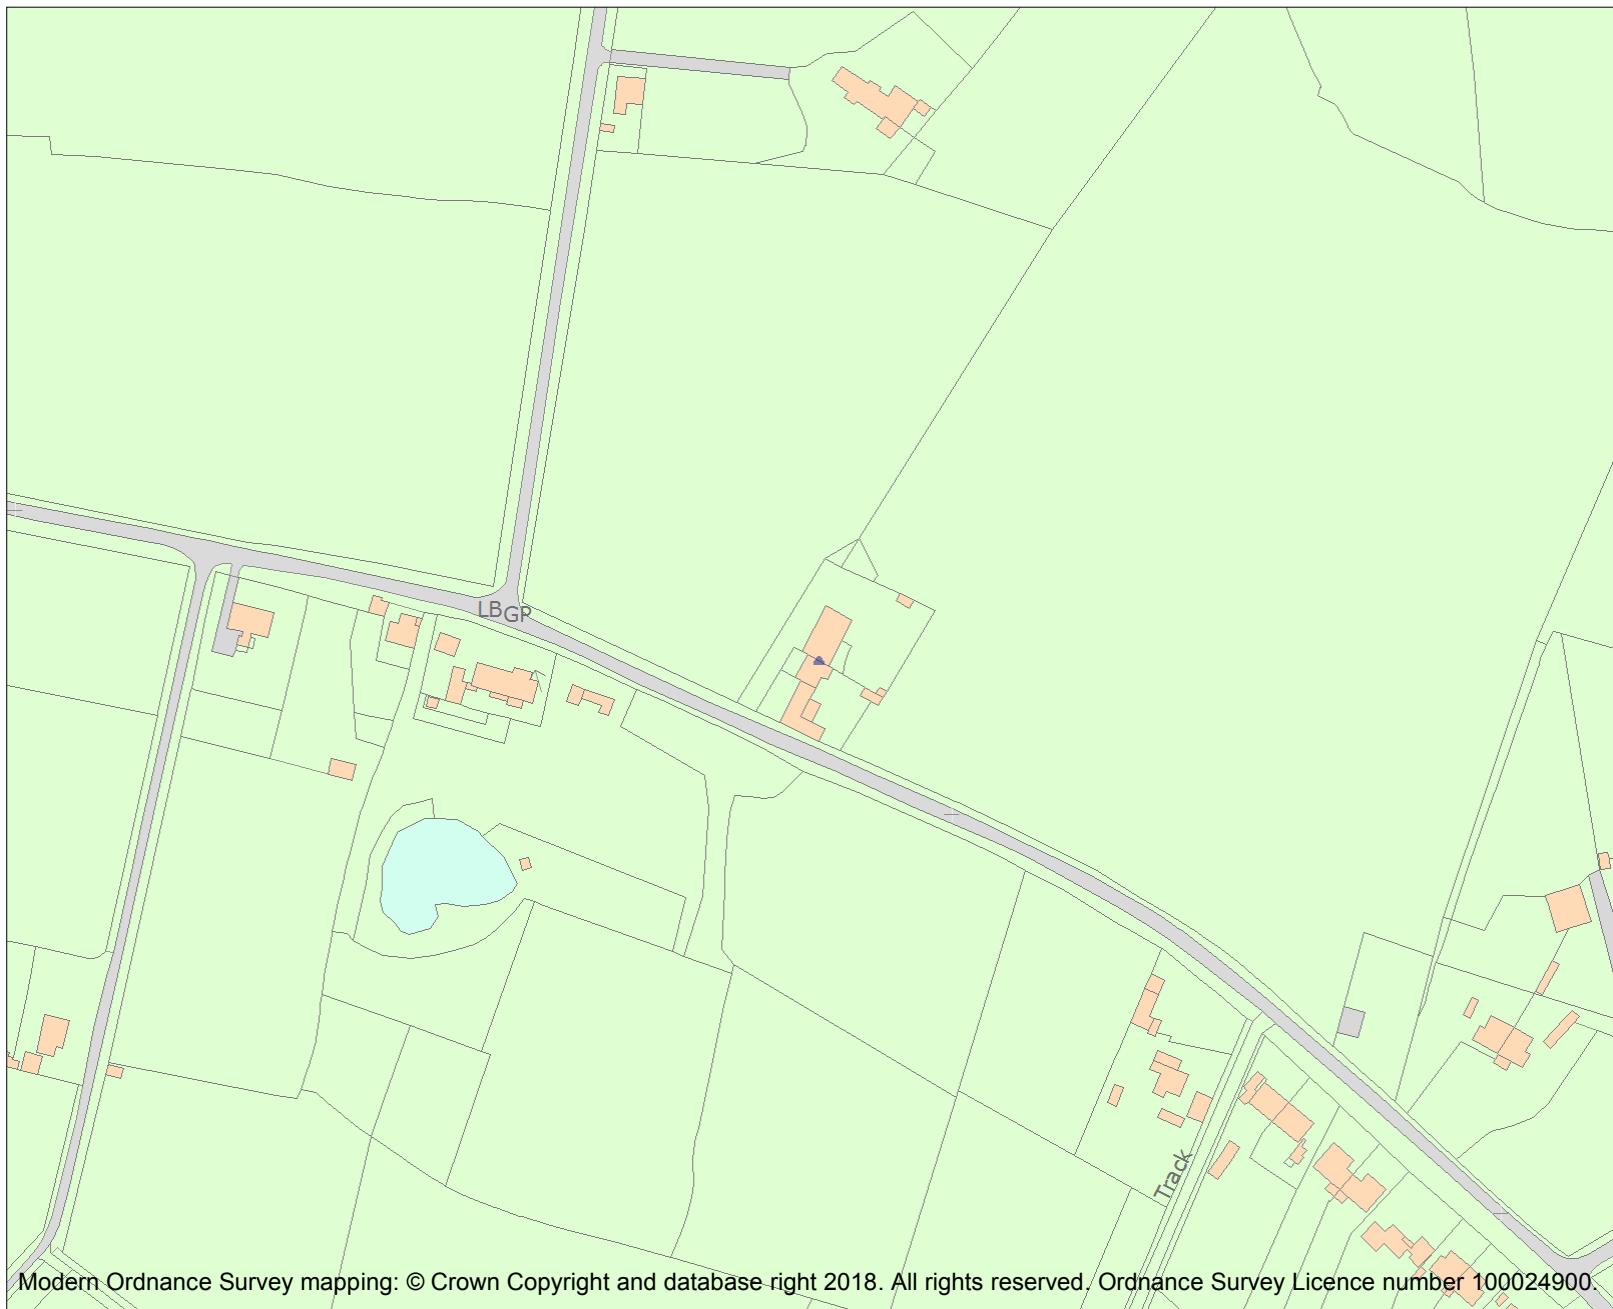 LB
GP
Track
Modern Ordnance Survey mapping: © Crown Copyright and database right 2018. All rights reserved. Ordnance Survey Licence number 100024900.